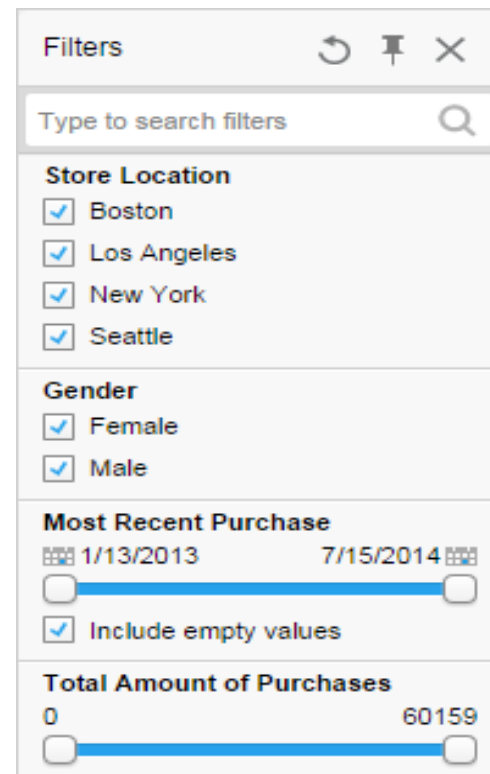 Filters
Type to search filters
Store Location
Boston
Los Angeles
New York
Seattle
Gender
Female
Male
Most Recent Purchase
1/13/2013 7/15/2014
Include empty values
Total Amount of Purchases
0 60159